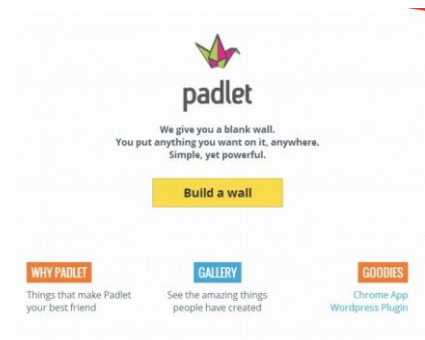 padlet
We give you a blank wall.
You put anything you want on it, anywhere.
Simple, yet powerful.
Build a wall
WHY PADLET
Things that make Padlet
your best friend
GALLERY
See the amazing things
people have created
GOODIES
Chrome App
Wordpress Plugin